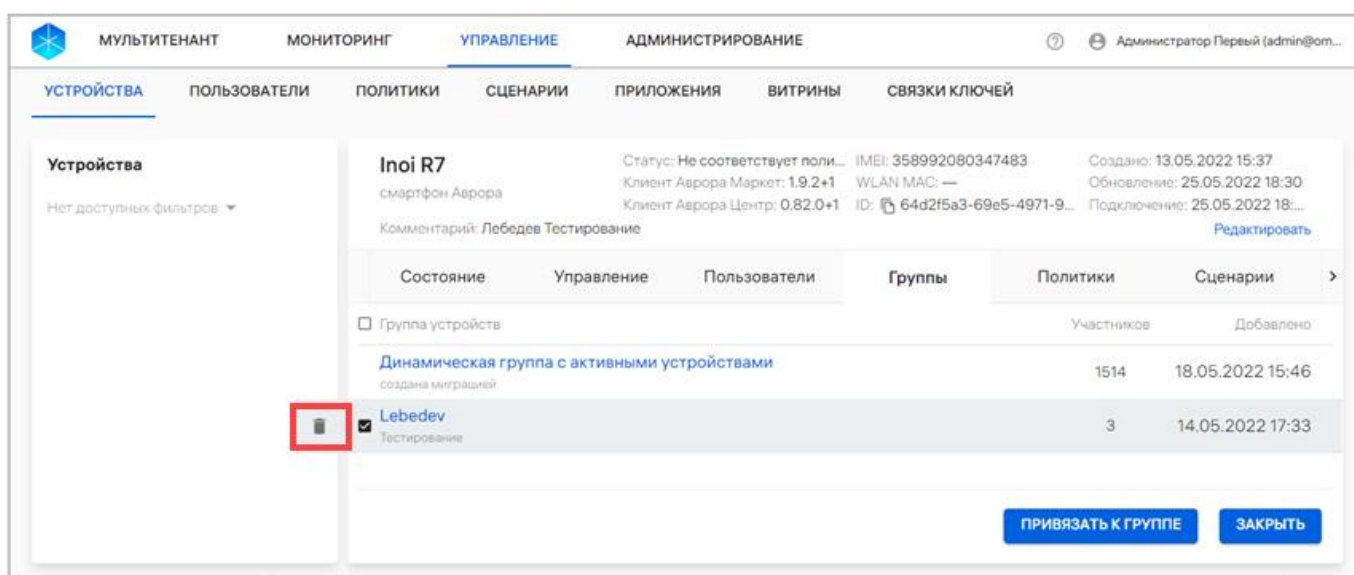 МУЛЬТИТЕНАНТ МОНИТОРИНГ УПРАВЛЕНИЕ АДМИНИСТРИРОВАНИЕ Администратор Первый (admin@om...
УСТРОЙСТВА ПОЛЬЗОВАТЕЛИ ПОЛИТИКИ СЦЕНАРИИ ПРИЛОЖЕНИЯ ВИТРИНЫ СВЯЗКИ КЛЮЧЕЙ
Устройства
Нет доступных фильтров
Inoi R7
смартфон Аврора
Статус: Не соответствует поли...
Клиент Аврора Маркет: 1.9.2+1
Клиент Аврора Центр: 0.82.0+1
IMEI: 358992080347483
WLAN MAC: —
ID: 64d2f5a3-69e5-4971-9...
Создано: 13.05.2022 15:37
Обновление: 25.05.2022 18:30
Подключение: 25.05.2022 18:...
Комментарий: Лебедев Тестирование
Редактировать
Состояние Управление Пользователи Группы Политики Сценарии
Группа устройств Участников Добавлено
Динамическая группа с активными устройствами 1514 18.05.2022 15:46
создана миграцией
Lebedev 3 14.05.2022 17:33
Тестирование
ПРИВЯЗАТЬ К ГРУППЕ ЗАКРЫТЬ